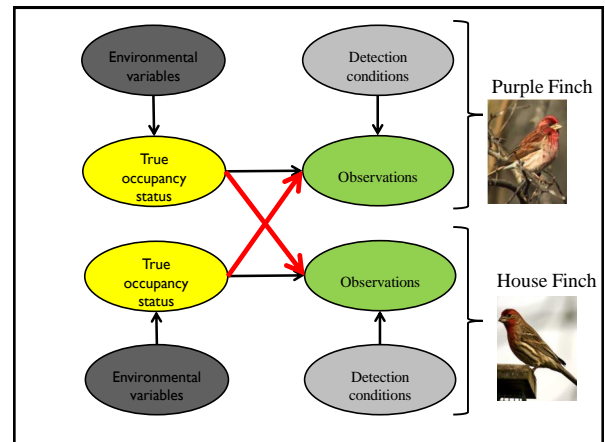 Environmental
variables
Detection
conditions
Purple Finch
True
occupancy
status
Observations
True
occupancy
status
Observations
House Finch
Environmental
variables
Detection
conditions